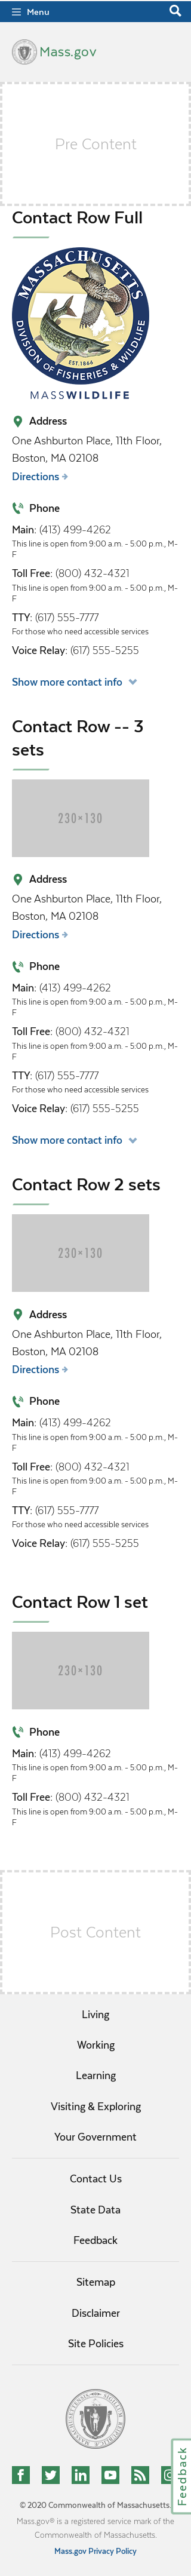 Menu
Mass.gov
Pre Content
Contact Row Full
MASSACHUSETTS
EST. 1866
DIVISION OF FISHERIES & WILDLIFE
MASSWILDLIFE
Address
One Ashburton Place, 11th Floor,
Boston, MA 02108
Directions
Phone
Main: (413) 499-4262
This line is open from 9:00 a.m. - 5:00 p.m., M-
F
Toll Free: (800) 432-4321
This line is open from 9:00 a.m. - 5:00 p.m., M-
F
TTY: (617) 555-7777
For those who need accessible services
Voice Relay: (617) 555-5255
Show more contact info
Contact Row -- 3
sets
230×130
Address
One Ashburton Place, 11th Floor,
Boston, MA 02108
Directions
Phone
Main: (413) 499-4262
This line is open from 9:00 a.m. - 5:00 p.m., M-
F
Toll Free: (800) 432-4321
This line is open from 9:00 a.m. - 5:00 p.m., M-
F
TTY: (617) 555-7777
For those who need accessible services
Voice Relay: (617) 555-5255
Show more contact info
Contact Row 2 sets
230×130
Address
One Ashburton Place, 11th Floor,
Boston, MA 02108
Directions
Phone
Main: (413) 499-4262
This line is open from 9:00 a.m. - 5:00 p.m., M-
F
Toll Free: (800) 432-4321
This line is open from 9:00 a.m. - 5:00 p.m., M-
F
TTY: (617) 555-7777
For those who need accessible services
Voice Relay: (617) 555-5255
Contact Row 1 set
230×130
Phone
Main: (413) 499-4262
This line is open from 9:00 a.m. - 5:00 p.m., M-
F
Toll Free: (800) 432-4321
This line is open from 9:00 a.m. - 5:00 p.m., M-
F
Post Content
Living
Working
Learning
Visiting & Exploring
Your Government
Contact Us
State Data
Feedback
Sitemap
Disclaimer
Site Policies
Feedback
© 2020 Commonwealth of Massachusetts.
Mass.gov® is a registered service mark of the
Commonwealth of Massachusetts.
Mass.gov Privacy Policy